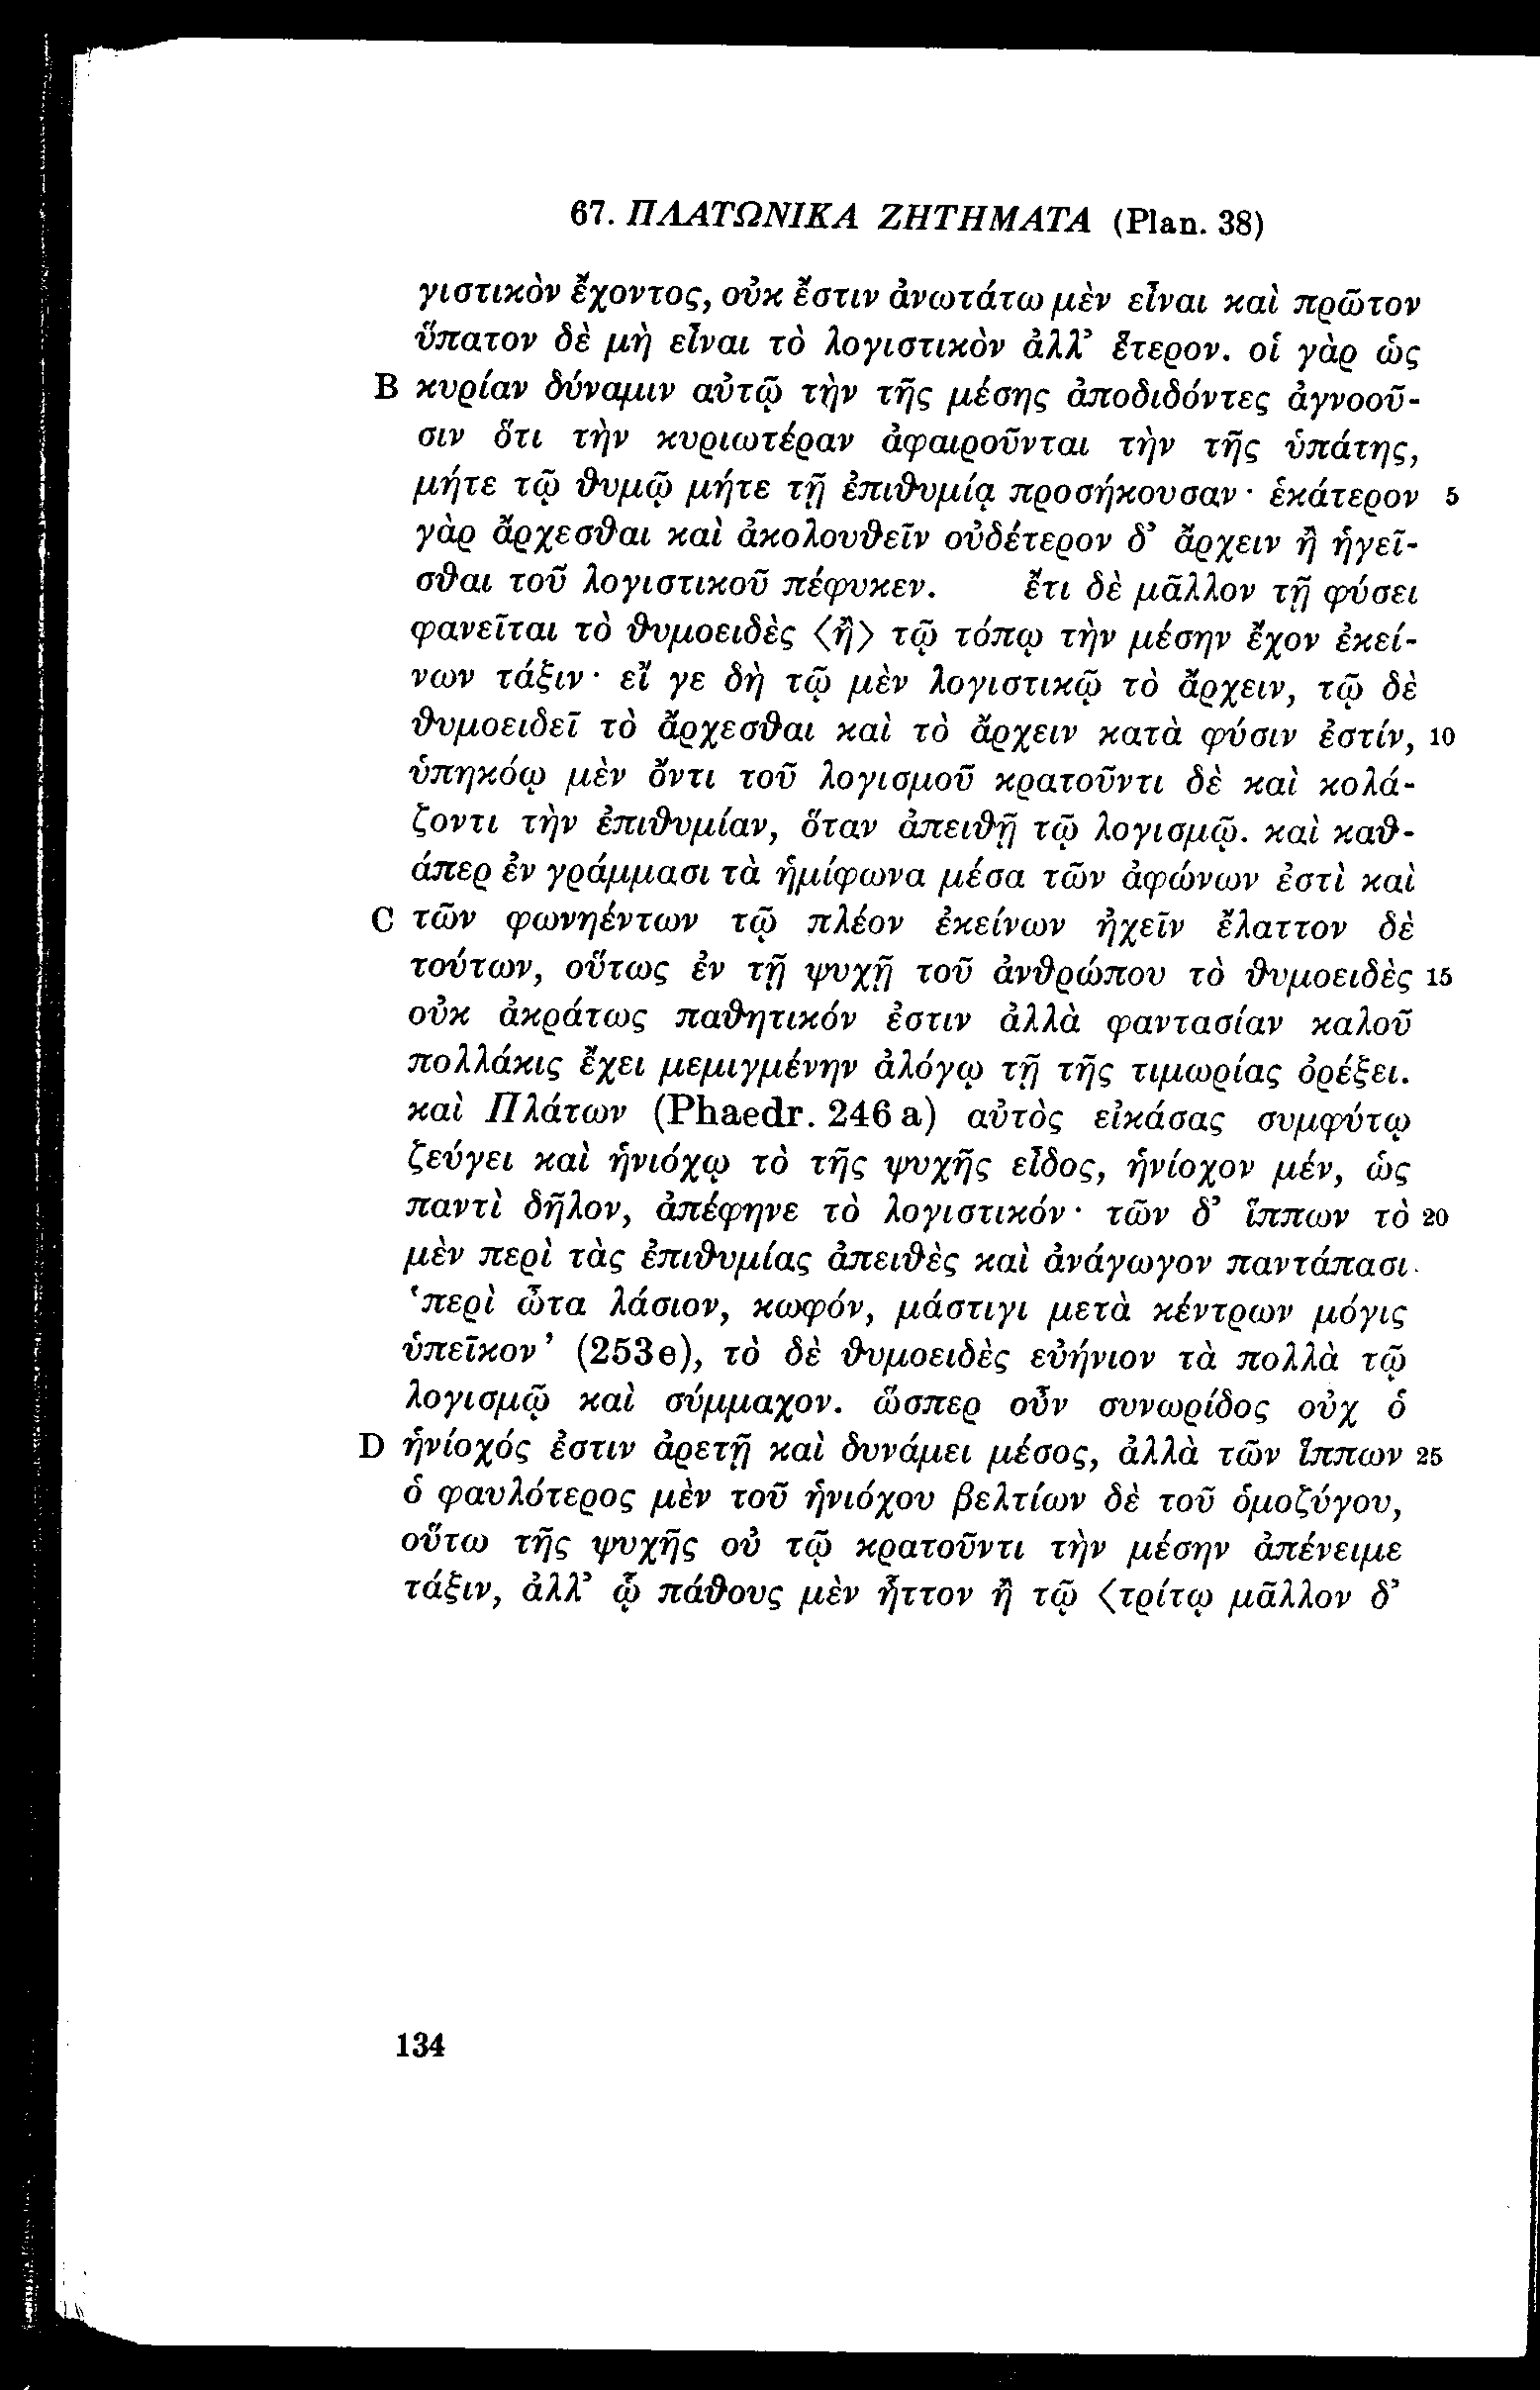 67. ΠΛΑΤΩΝΙΚΑ ΖΗΤΗΜΑΤΑ (Plan. 38)
γιστικὸν ἔχοντος, οὐκ ἔστιν ἀνωτάτω μὲν εἶναι καὶ πρῶτον
ὕπατον δὲ μὴ εἶναι τὸ λογιστικὸν ἀλλ’ ἕτερον. οἱ γὰρ ὡς
B κυρίαν δύναμιν αὐτῷ τὴν τῆς μέσης ἀποδιδόντες ἀγνοοῦ-
σιν ὅτι τὴν κυριωτέραν ἀφαιροῦνται τὴν τῆς ὑπάτης,
μήτε τῷ θυμῷ μήτε τῇ ἐπιθυμίᾳ προσήκουσαν· ἑκάτερον 5
γὰρ ἄρχεσθαι καὶ ἀκολουθεῖν οὐδέτερον δ’ ἄρχειν ἢ ἡγεῖ-
σθαι τοῦ λογιστικοῦ πέφυκεν. ἔτι δὲ μᾶλλον τῇ φύσει
φανεῖται τὸ θυμοειδὲς 〈ἢ〉 τῷ τόπῳ τὴν μέσην ἔχον ἐκεί-
νων τάξιν· εἴ γε δὴ τῷ μὲν λογιστικῷ τὸ ἄρχειν, τῷ δὲ
θυμοειδεῖ τὸ ἄρχεσθαι καὶ τὸ ἄρχειν κατὰ φύσιν ἐστίν, 10
ὑπηκόῳ μὲν ὄντι τοῦ λογισμοῦ κρατοῦντι δὲ καὶ κολά-
ζοντι τὴν ἐπιθυμίαν, ὅταν ἀπειθῇ τῷ λογισμῷ. καὶ καθ-
άπερ ἐν γράμμασι τὰ ἡμίφωνα μέσα τῶν ἀφώνων ἐστὶ καὶ
C τῶν φωνηέντων τῷ πλέον ἐκείνων ἠχεῖν ἔλαττον δὲ
τούτων, οὕτως ἐν τῇ ψυχῇ τοῦ ἀνθρώπου τὸ θυμοειδὲς 15
οὐκ ἀκράτως παθητικόν ἐστιν ἀλλὰ φαντασίαν καλοῦ
πολλάκις ἔχει μεμιγμένην ἀλόγῳ τῇ τῆς τιμωρίας ὀρέξει.
καὶ Πλάτων (Phaedr. 246 a) αὐτὸς εἰκάσας συμφύτῳ
ζεύγει καὶ ἡνιόχῳ τὸ τῆς ψυχῆς εἶδος, ἡνίοχον μέν, ὡς
παντὶ δῆλον, ἀπέφηνε τὸ λογιστικόν· τῶν δ’ ἵππων τὸ 20
μὲν περὶ τὰς ἐπιθυμίας ἀπειθὲς καὶ ἀνάγωγον παντάπασι
‘περὶ ὦτα λάσιον, κωφόν, μάστιγι μετὰ κέντρων μόγις
ὑπεῖκον’ (253 e), τὸ δὲ θυμοειδὲς εὐήνιον τὰ πολλὰ τῷ
λογισμῷ καὶ σύμμαχον. ὥσπερ οὖν συνωρίδος οὐχ ὁ
D ἡνίοχός ἐστιν ἀρετῇ καὶ δυνάμει μέσος, ἀλλὰ τῶν ἵππων 25
ὁ φαυλότερος μὲν τοῦ ἡνιόχου βελτίων δὲ τοῦ ὁμοζύγου,
οὕτω τῆς ψυχῆς οὐ τῷ κρατοῦντι τὴν μέσην ἀπένειμε
τάξιν, ἀλλ’ ᾧ πάθους μὲν ἧττον ἢ τῷ 〈τρίτῳ μᾶλλον δ’
134